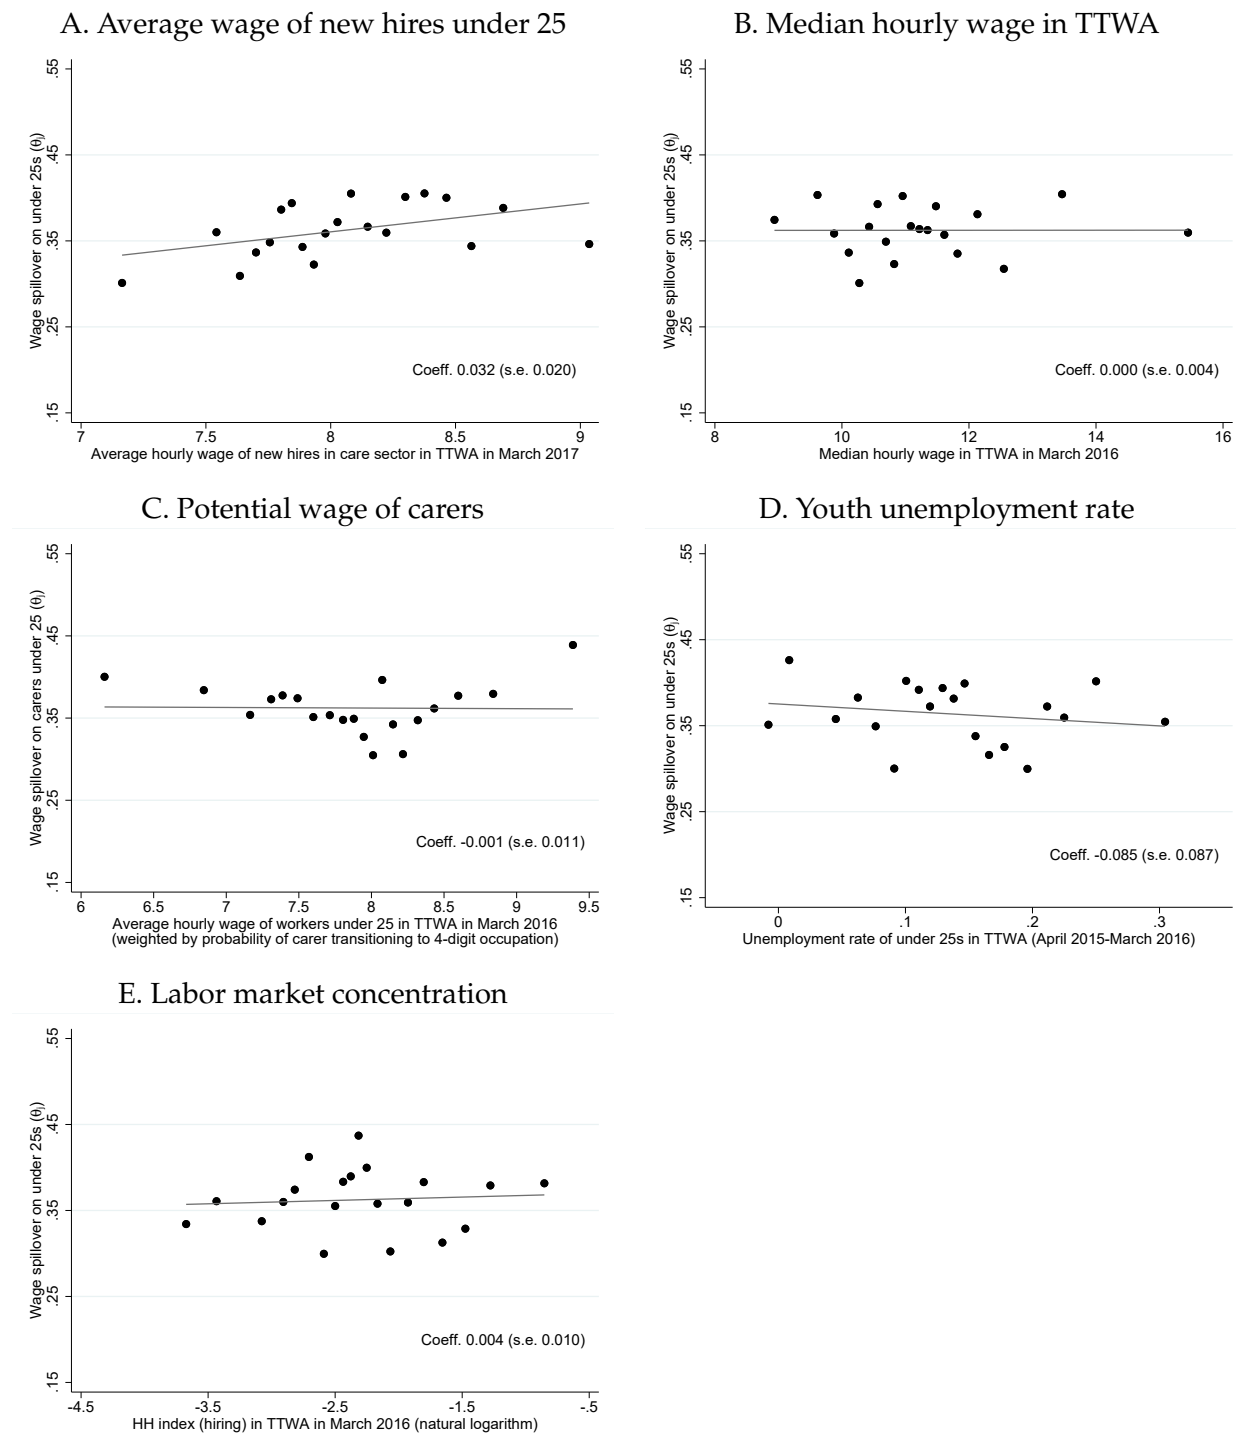 A. Average wage of new hires under 25
Wage spillover on under 25s (θj)
.55
.45
.35
.25
.15
Coeff. 0.032 (s.e. 0.020)
7 7.5 8 8.5 9
Average hourly wage of new hires in care sector in TTWA in March 2017
B. Median hourly wage in TTWA
Wage spillover on under 25s (θj)
.55
.45
.35
.25
.15
Coeff. 0.000 (s.e. 0.004)
8 10 12 14 16
Median hourly wage in TTWA in March 2016
C. Potential wage of carers
Wage spillover on carers under 25 (θj)
.55
.45
.35
.25
.15
Coeff. -0.001 (s.e. 0.011)
6 6.5 7 7.5 8 8.5 9 9.5
Average hourly wage of workers under 25 in TTWA in March 2016
(weighted by probability of carer transitioning to 4-digit occupation)
D. Youth unemployment rate
Wage spillover on under 25s (θj)
.55
.45
.35
.25
.15
Coeff. -0.085 (s.e. 0.087)
0 .1 .2 .3
Unemployment rate of under 25s in TTWA (April 2015-March 2016)
E. Labor market concentration
Wage spillover on under 25s (θj)
.55
.45
.35
.25
.15
Coeff. 0.004 (s.e. 0.010)
-4.5 -3.5 -2.5 -1.5 -.5
HH index (hiring) in TTWA in March 2016 (natural logarithm)